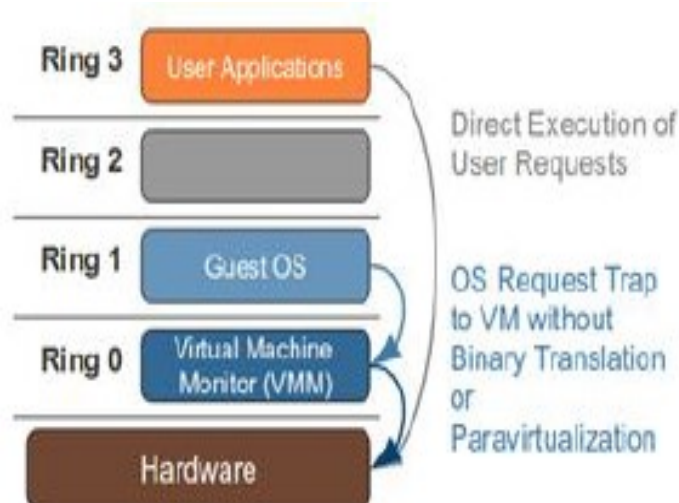 Ring 3
User Applications
Direct Execution of
User Requests
Ring 2
Ring 1
Guest OS
OS Request Trap
to VM without
Binary Translation
or
Paravirtualization
Ring 0
Virtual Machine
Monitor (VMM)
Hardware